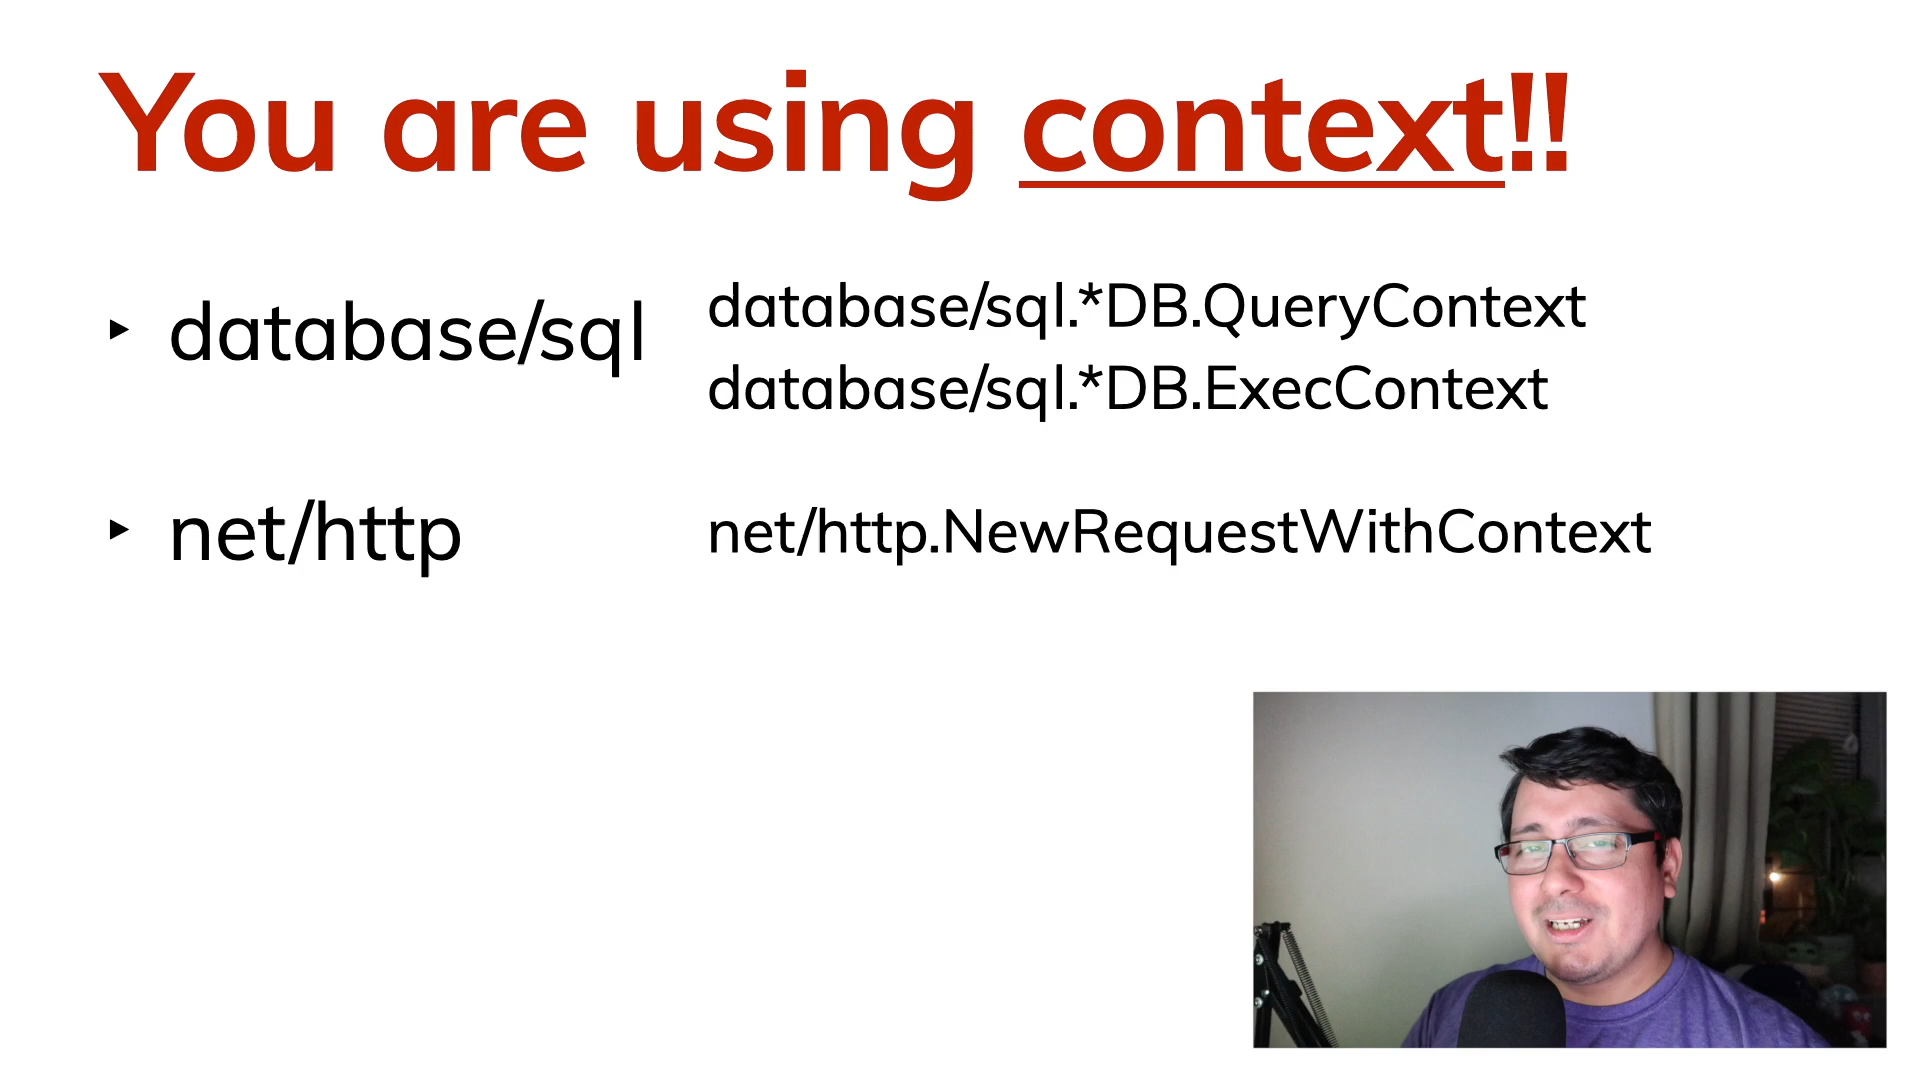 You are using context!!
database/sql
database/sql.*DB.QueryContext
database/sql.*DB.ExecContext
net/http
net/http.NewRequestWithContext